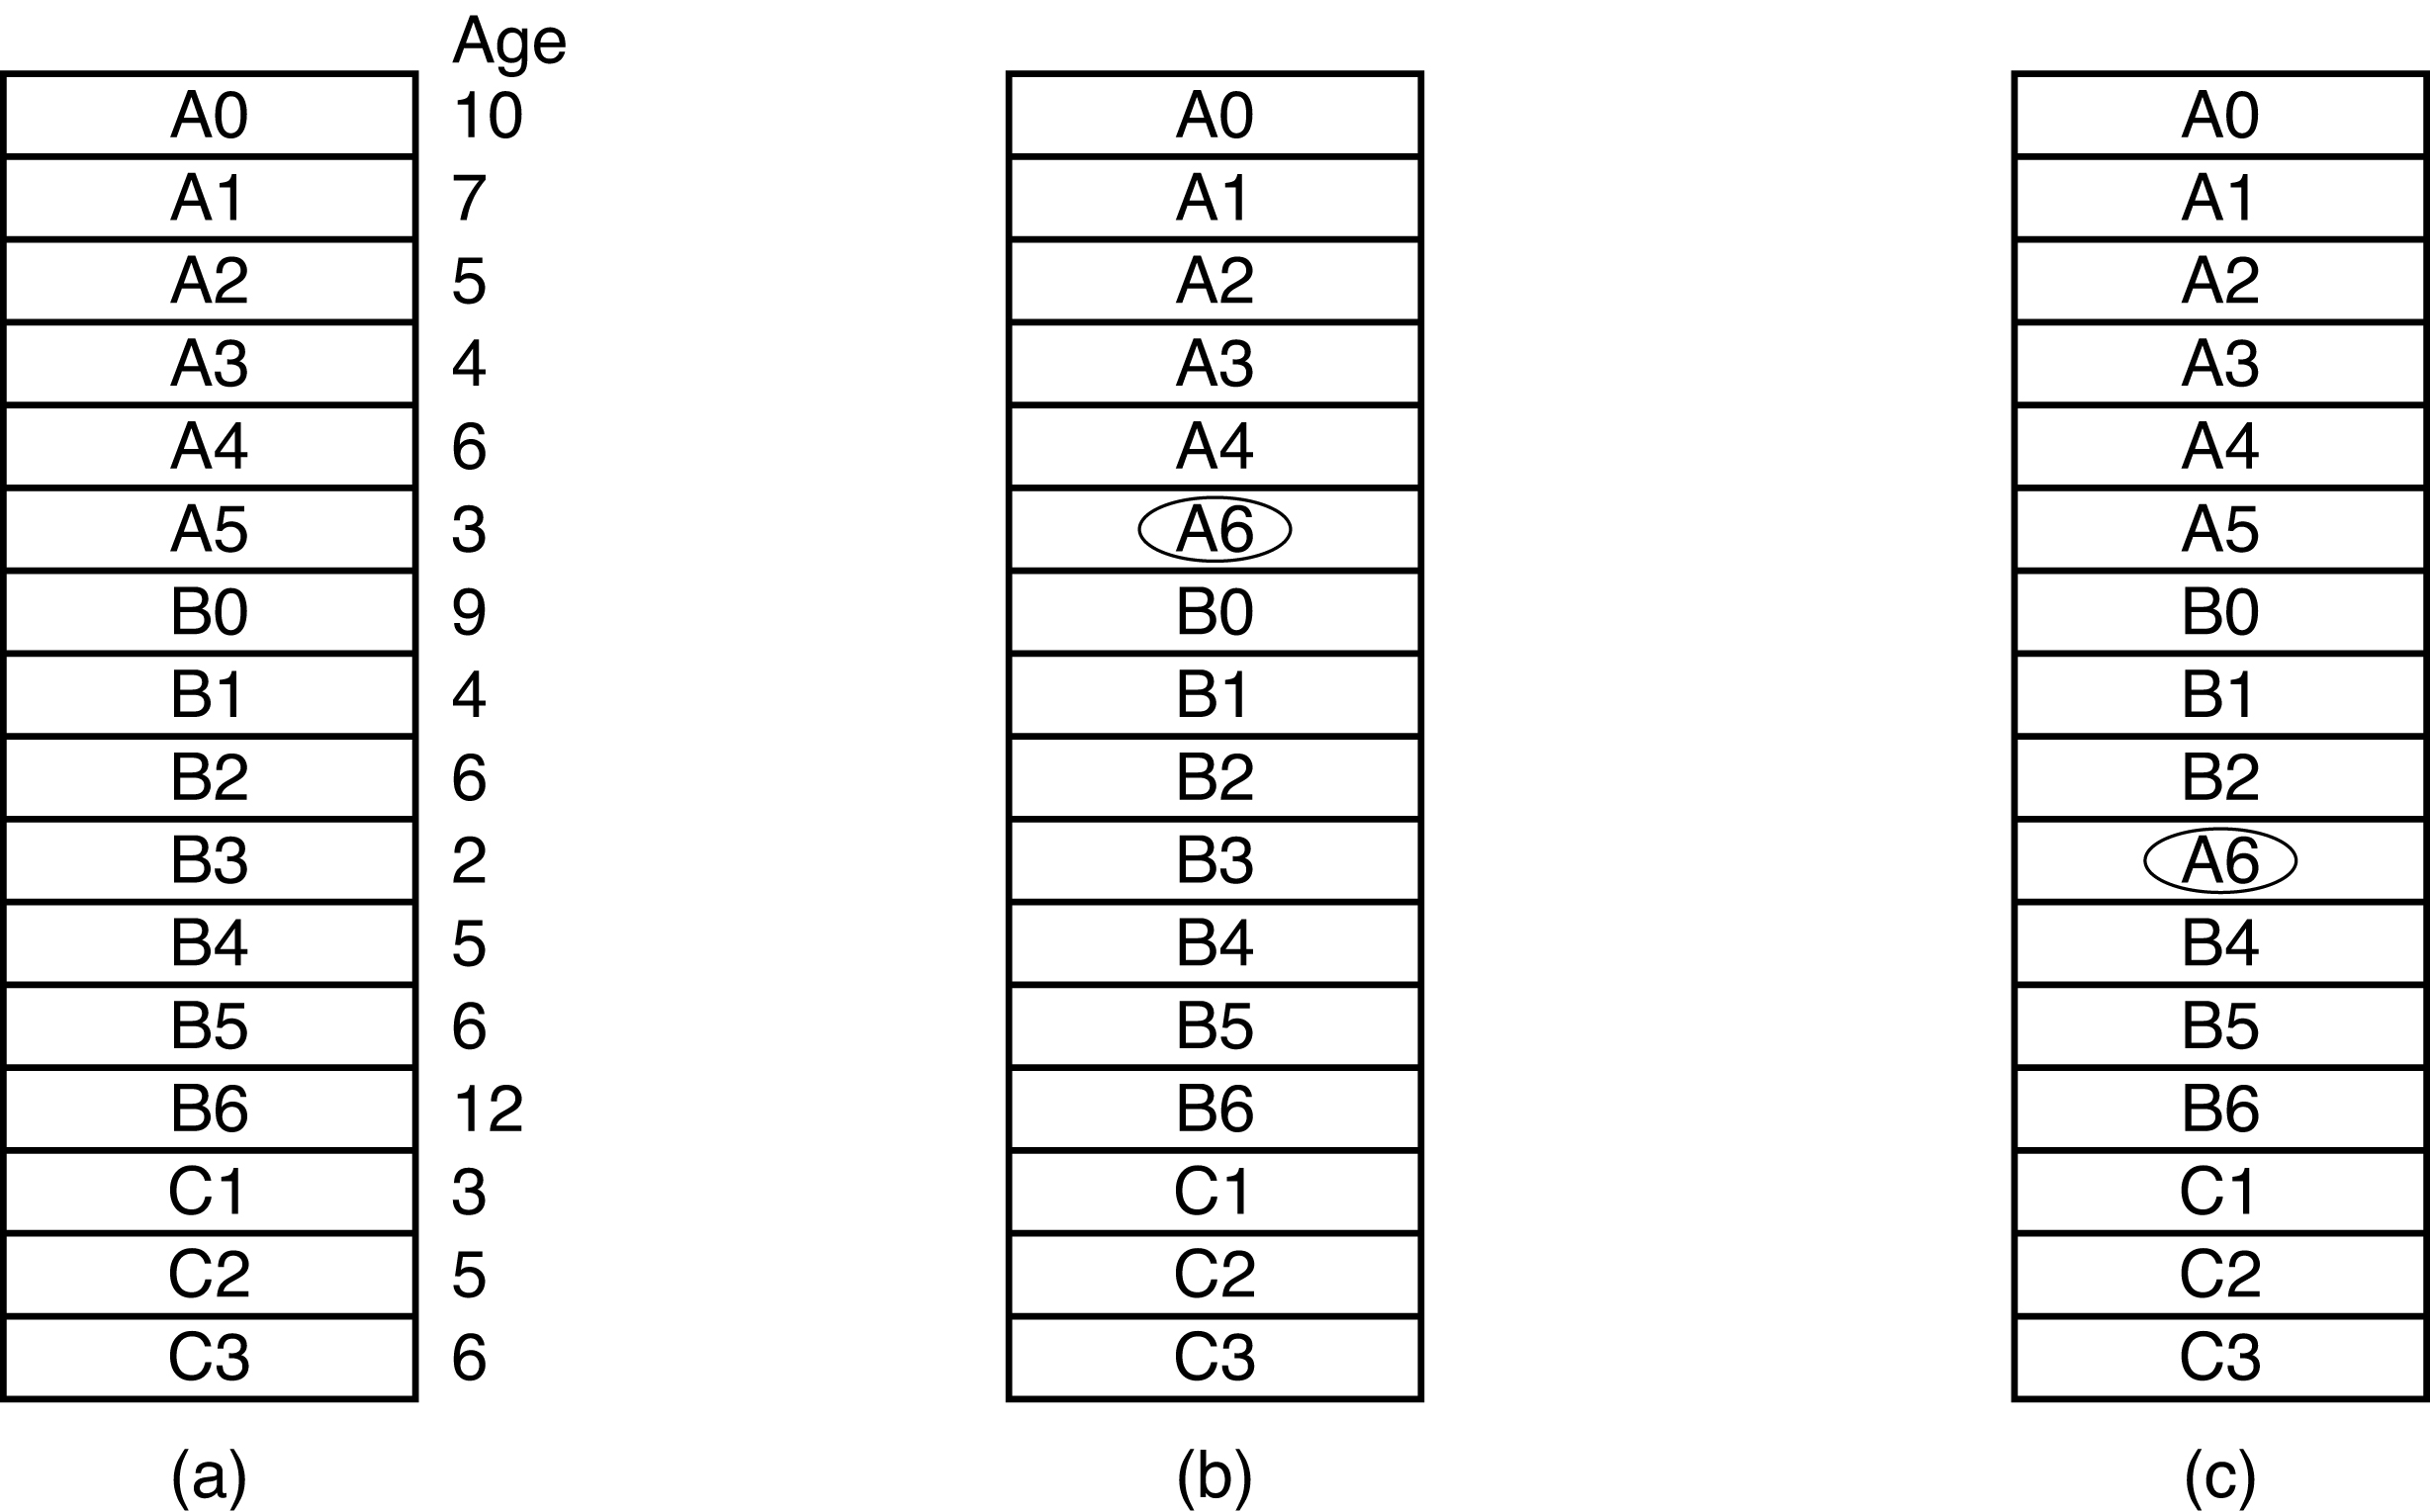 Age
A0 10 A0 A0
A1 7 A1 A1
A2 5 A2 A2
A3 4 A3 A3
A4 6 A4 A4
A5 3 A6 A5
B0 9 B0 B0
B1 4 B1 B1
B2 6 B2 B2
B3 2 B3 A6
B4 5 B4 B4
B5 6 B5 B5
B6 12 B6 B6
C1 3 C1 C1
C2 5 C2 C2
C3 6 C3 C3
(a) (b) (c)